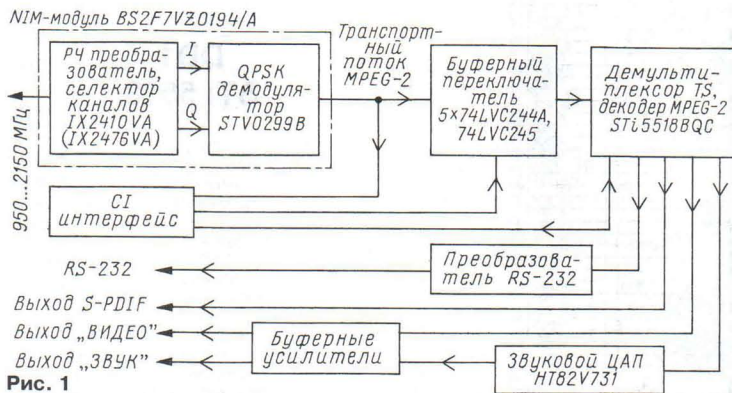 NIM-модуль BS2F7VZ0194/A
РЧ преобра-
зователь,
селектор
каналов
IX2410VA
(IX2476VA)
I
Q
QPSK
демодуля-
тор
STV0299B
Транспорт-
ный
поток
MPEG-2
Буферный
переключа-
тель
5×74LVC244A,
74LVC245
Демульти-
плексор TS,
декодер MPEG-2
STi5518BQC
950...2150 МГц
CI
интерфейс
Преобразова-
тель RS-232
RS-232
Выход S-PDIF
Выход „ВИДЕО"
Выход „ЗВУК"
Буферные
усилители
Звуковой ЦАП
HT82V731
Рис. 1